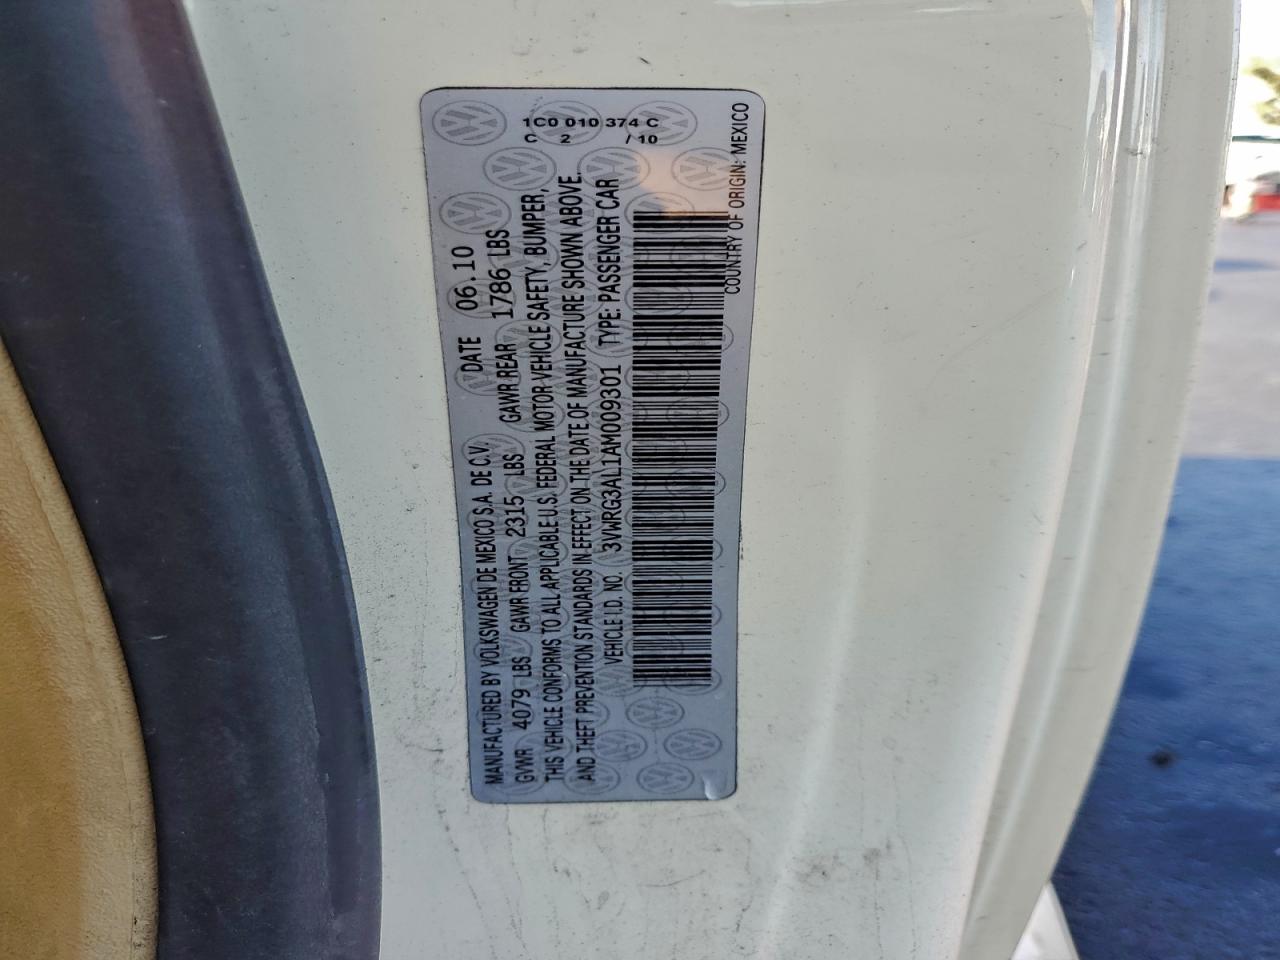 MANUFACTURED BY VOLKSWAGEN DE MEXICO S.A. DE C.V. DATE 06.10
GVWR 4079 LBS GAWR FRONT 2315 LBS GAWR REAR 1786 LBS
THIS VEHICLE CONFORMS TO ALL APPLICABLE U.S. FEDERAL MOTOR VEHICLE SAFETY, BUMPER,
AND THEFT PREVENTION STANDARDS IN EFFECT ON THE DATE OF MANUFACTURE SHOWN ABOVE.
VEHICLE I.D. NO. 3VWRG3AL1AM009301 TYPE: PASSENGER CAR
COUNTRY OF ORIGIN: MEXICO
1C0 010 374 C
C 2 /10